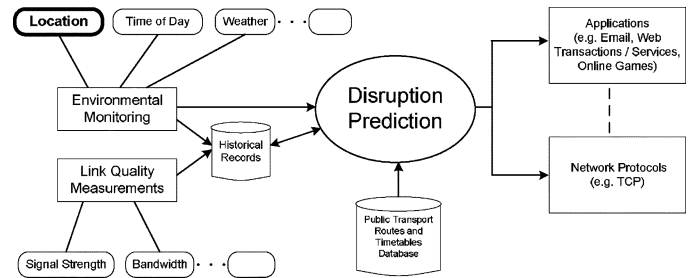 Location
Time of Day
Weather
Environmental
Monitoring
Link Quality
Measurements
Signal Strength
Bandwidth
Historical
Records
Disruption
Prediction
Public Transport
Routes and
Timetables
Database
Applications
(e.g. Email, Web
Transactions / Services,
Online Games)
Network Protocols
(e.g. TCP)